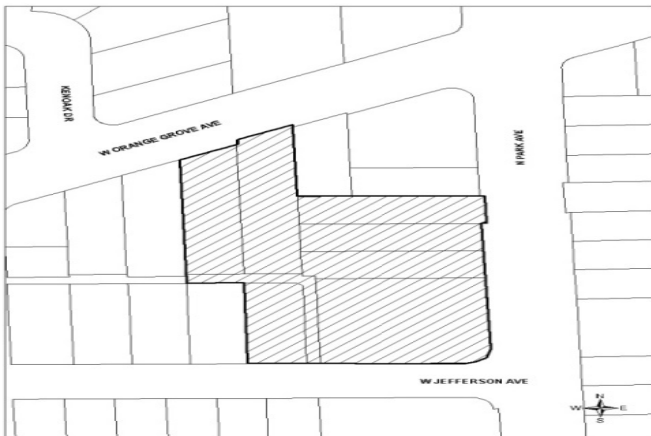 KENOAK DR
W ORANGE GROVE AVE
N PARK AVE
W JEFFERSON AVE
N
W E
S